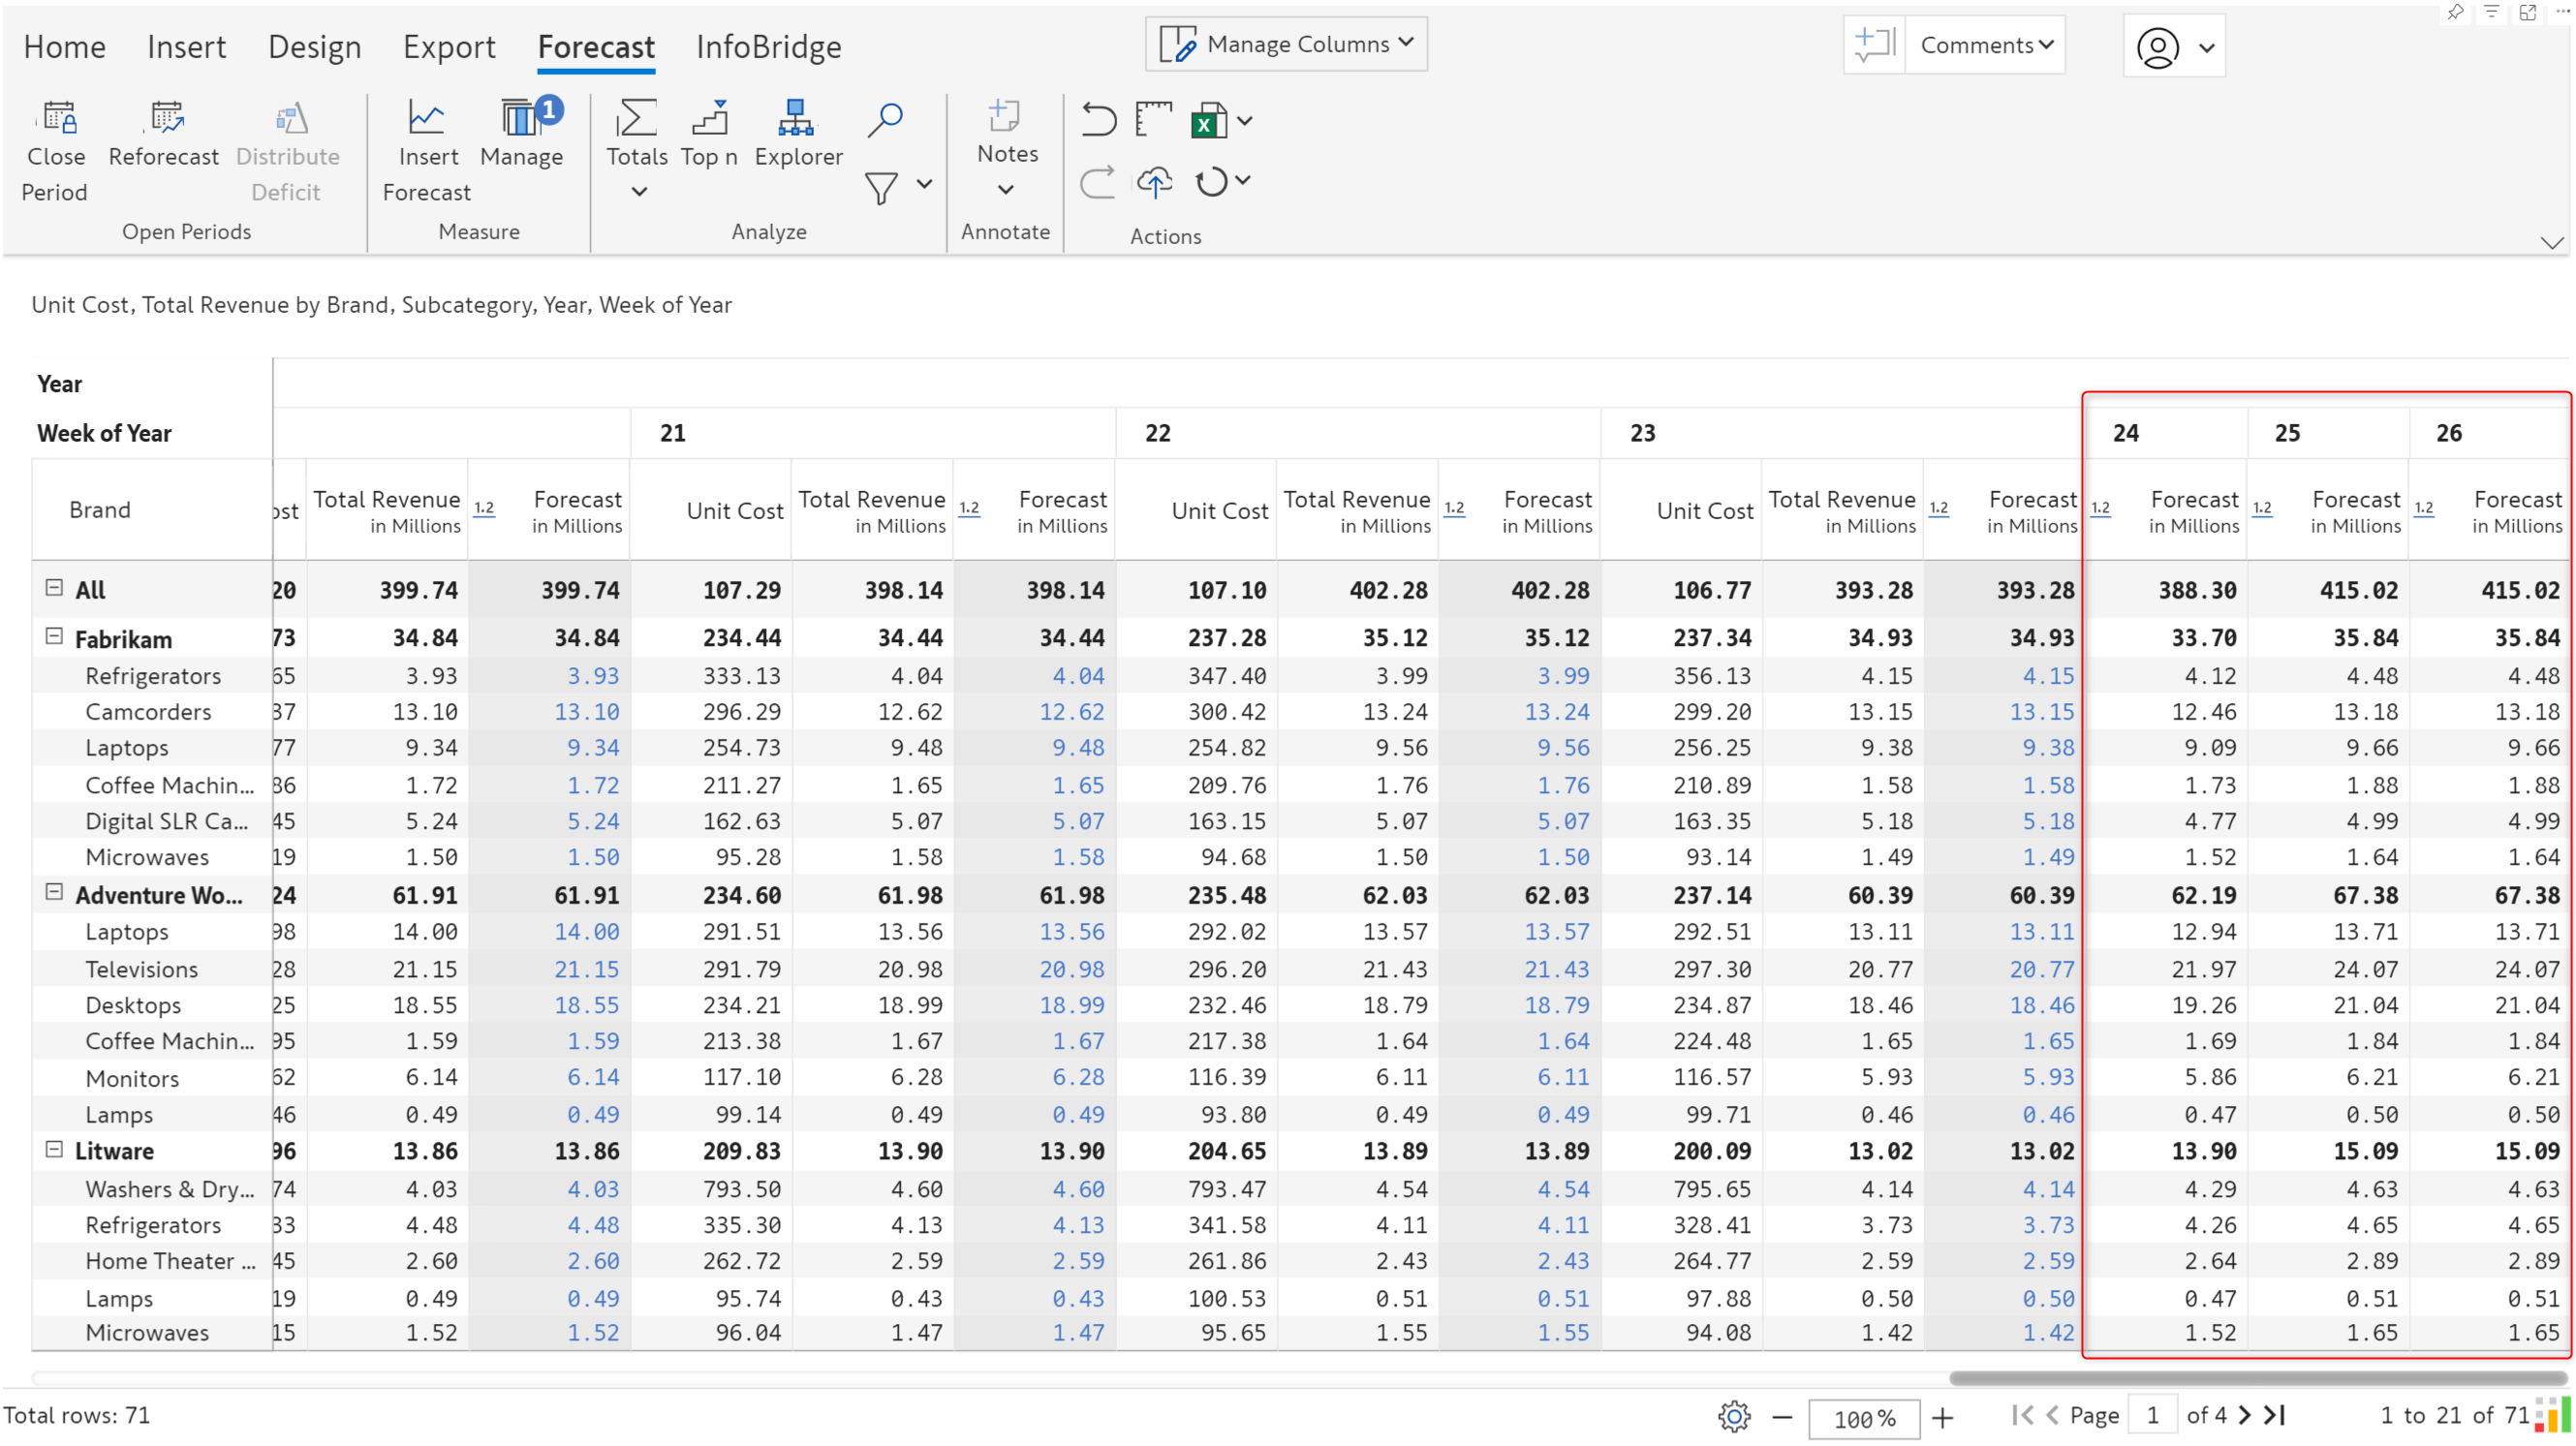 Home Insert Design Export Forecast InfoBridge Manage Columns Comments
Close Period Reforecast Distribute Deficit Insert Forecast Manage 1 Totals Top n Explorer Notes
Open Periods Measure Analyze Annotate Actions
Unit Cost, Total Revenue by Brand, Subcategory, Year, Week of Year
Year
Week of Year 21 22 23 24 25 26
Brand ost Total Revenue in Millions 1.2 Forecast in Millions Unit Cost Total Revenue in Millions 1.2 Forecast in Millions Unit Cost Total Revenue in Millions 1.2 Forecast in Millions Unit Cost Total Revenue in Millions 1.2 Forecast in Millions 1.2 Forecast in Millions 1.2 Forecast in Millions 1.2 Forecast in Millions
All 20 399.74 399.74 107.29 398.14 398.14 107.10 402.28 402.28 106.77 393.28 393.28 388.30 415.02 415.02
Fabrikam 73 34.84 34.84 234.44 34.44 34.44 237.28 35.12 35.12 237.34 34.93 34.93 33.70 35.84 35.84
Refrigerators 65 3.93 3.93 333.13 4.04 4.04 347.40 3.99 3.99 356.13 4.15 4.15 4.12 4.48 4.48
Camcorders 37 13.10 13.10 296.29 12.62 12.62 300.42 13.24 13.24 299.20 13.15 13.15 12.46 13.18 13.18
Laptops 77 9.34 9.34 254.73 9.48 9.48 254.82 9.56 9.56 256.25 9.38 9.38 9.09 9.66 9.66
Coffee Machin... 86 1.72 1.72 211.27 1.65 1.65 209.76 1.76 1.76 210.89 1.58 1.58 1.73 1.88 1.88
Digital SLR Ca... 45 5.24 5.24 162.63 5.07 5.07 163.15 5.07 5.07 163.35 5.18 5.18 4.77 4.99 4.99
Microwaves 19 1.50 1.50 95.28 1.58 1.58 94.68 1.50 1.50 93.14 1.49 1.49 1.52 1.64 1.64
Adventure Wo... 24 61.91 61.91 234.60 61.98 61.98 235.48 62.03 62.03 237.14 60.39 60.39 62.19 67.38 67.38
Laptops 98 14.00 14.00 291.51 13.56 13.56 292.02 13.57 13.57 292.51 13.11 13.11 12.94 13.71 13.71
Televisions 28 21.15 21.15 291.79 20.98 20.98 296.20 21.43 21.43 297.30 20.77 20.77 21.97 24.07 24.07
Desktops 25 18.55 18.55 234.21 18.99 18.99 232.46 18.79 18.79 234.87 18.46 18.46 19.26 21.04 21.04
Coffee Machin... 95 1.59 1.59 213.38 1.67 1.67 217.38 1.64 1.64 224.48 1.65 1.65 1.69 1.84 1.84
Monitors 62 6.14 6.14 117.10 6.28 6.28 116.39 6.11 6.11 116.57 5.93 5.93 5.86 6.21 6.21
Lamps 46 0.49 0.49 99.14 0.49 0.49 93.80 0.49 0.49 99.71 0.46 0.46 0.47 0.50 0.50
Litware 96 13.86 13.86 209.83 13.90 13.90 204.65 13.89 13.89 200.09 13.02 13.02 13.90 15.09 15.09
Washers & Dry... 74 4.03 4.03 793.50 4.60 4.60 793.47 4.54 4.54 795.65 4.14 4.14 4.29 4.63 4.63
Refrigerators 33 4.48 4.48 335.30 4.13 4.13 341.58 4.11 4.11 328.41 3.73 3.73 4.26 4.65 4.65
Home Theater ... 45 2.60 2.60 262.72 2.59 2.59 261.86 2.43 2.43 264.77 2.59 2.59 2.64 2.89 2.89
Lamps 19 0.49 0.49 95.74 0.43 0.43 100.53 0.51 0.51 97.88 0.50 0.50 0.47 0.51 0.51
Microwaves 15 1.52 1.52 96.04 1.47 1.47 95.65 1.55 1.55 94.08 1.42 1.42 1.52 1.65 1.65
Total rows: 71 100% Page 1 of 4 1 to 21 of 71